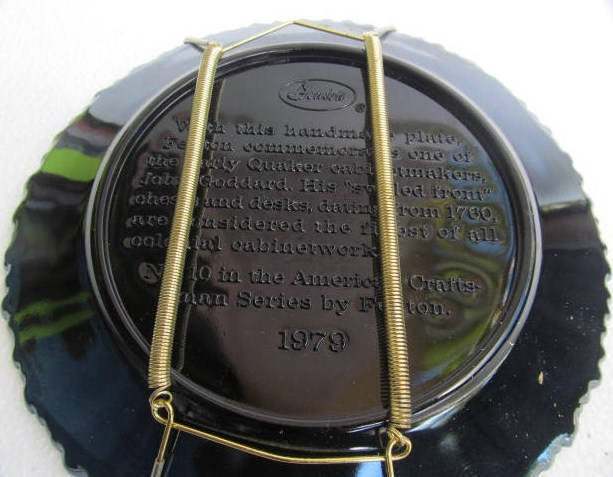 Fenton
®
With this handmade plate,
Fenton commemorates one of
the early Quaker cabinetmakers,
John Goddard. His "swelled front"
chests and desks, dating from 1760,
are considered the finest of all
colonial cabinetwork.
No. 10 in the American Crafts-
man Series by Fenton.
1979